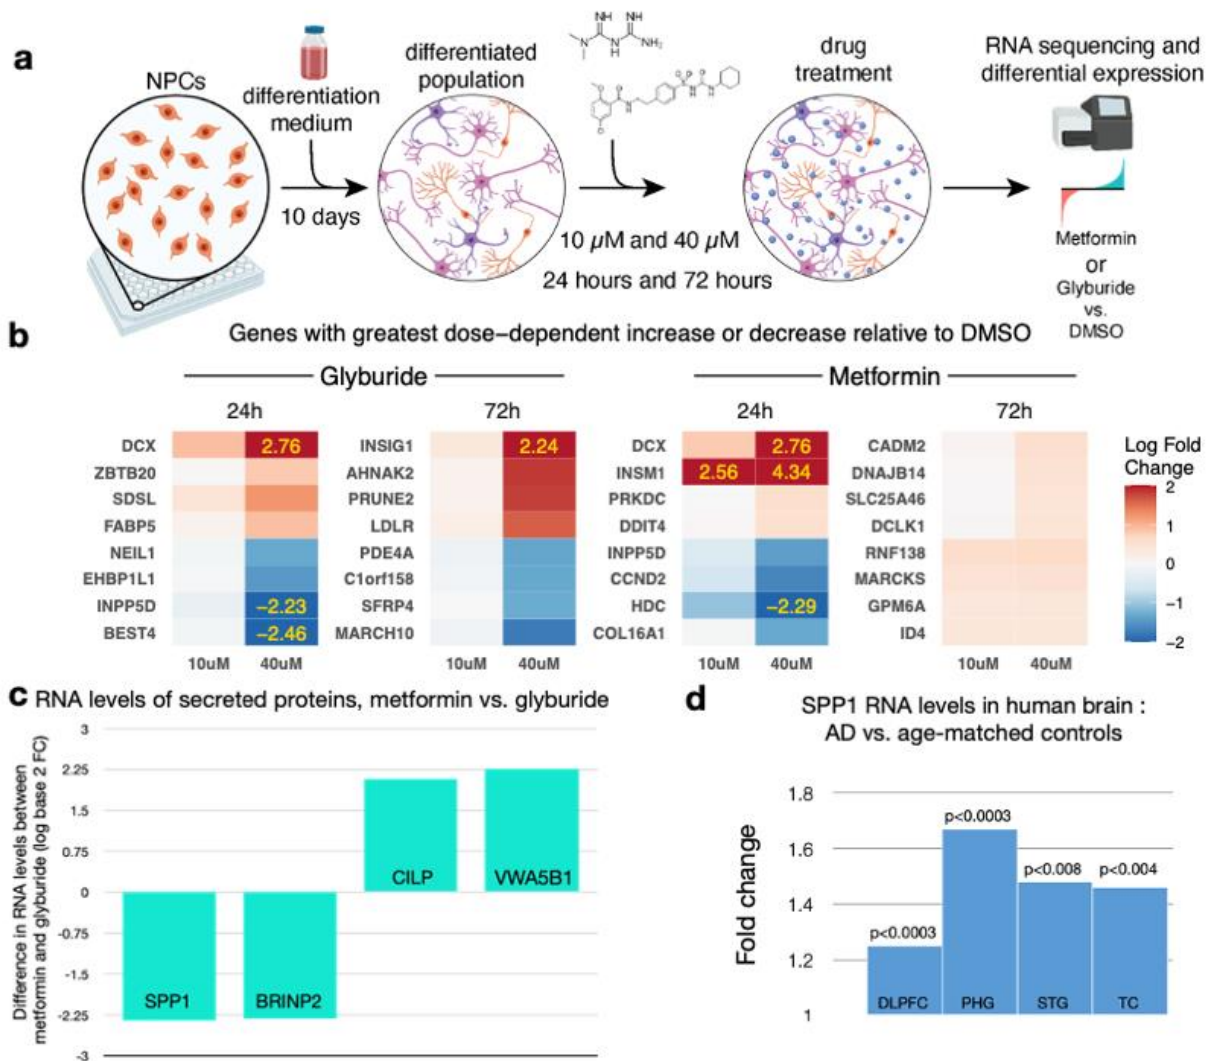 a
NPCs
differentiation
medium
10 days
differentiated
population
NH NH
N N H NH₂
10 µM and 40 µM
24 hours and 72 hours
drug
treatment
RNA sequencing and
differential expression
Metformin
or
Glyburide
vs.
DMSO
b
Genes with greatest dose–dependent increase or decrease relative to DMSO
Glyburide
Metformin
24h
72h
24h
72h
DCX
ZBTB20
SDSL
FABP5
NEIL1
EHBP1L1
INPP5D
BEST4
2.76
−2.23
−2.46
10uM 40uM
INSIG1
AHNAK2
PRUNE2
LDLR
PDE4A
C1orf158
SFRP4
MARCH10
2.24
10uM 40uM
DCX
INSM1
PRKDC
DDIT4
INPP5D
CCND2
HDC
COL16A1
2.76
2.56 4.34
−2.29
10uM 40uM
CADM2
DNAJB14
SLC25A46
DCLK1
RNF138
MARCKS
GPM6A
ID4
10uM 40uM
Log Fold
Change
2
1
0
−1
−2
c
RNA levels of secreted proteins, metformin vs. glyburide
Difference in RNA levels between
metformin and glyburide (log base 2 FC)
3
2.25
1.5
0.75
0
-0.75
-1.5
-2.25
-3
SPP1
BRINP2
CILP
VWA5B1
d
SPP1 RNA levels in human brain :
AD vs. age-matched controls
Fold change
1.8
1.6
1.4
1.2
1
p<0.0003
p<0.0003
p<0.008
p<0.004
DLPFC
PHG
STG
TC